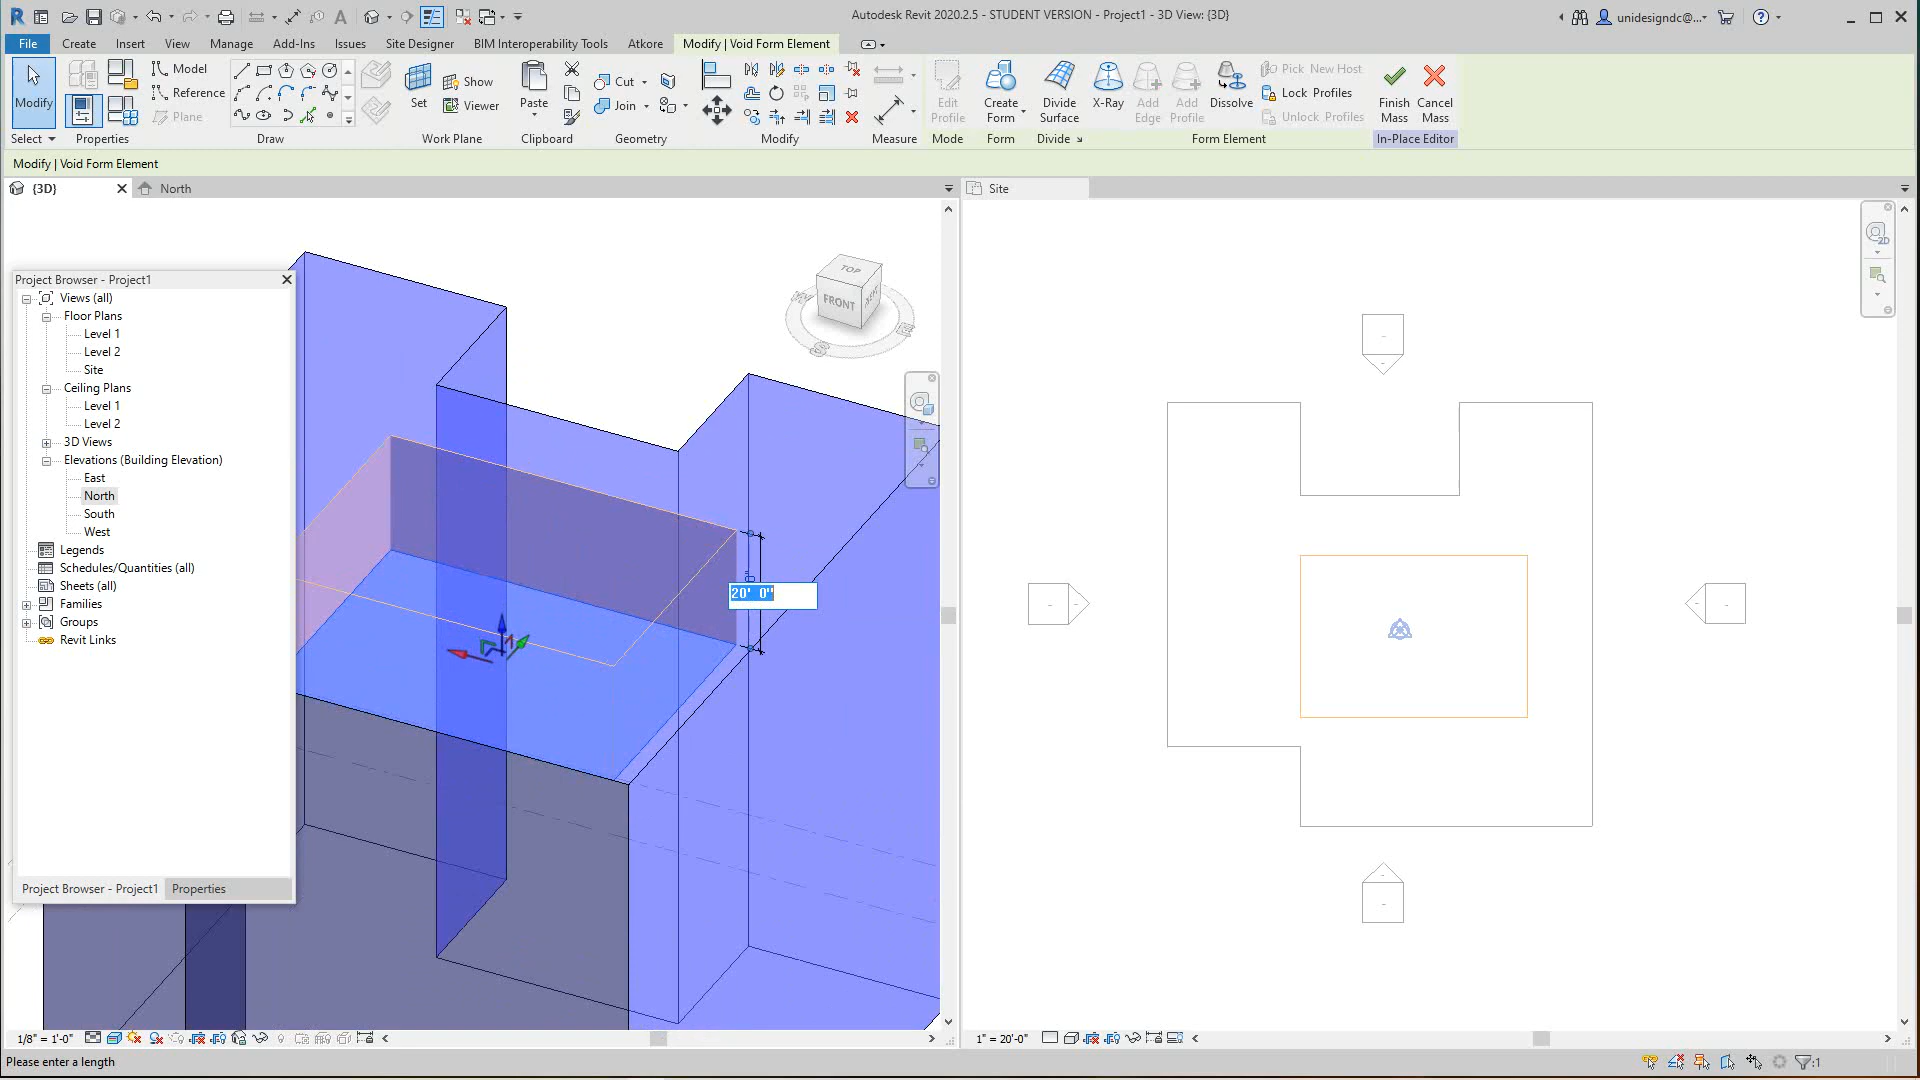 Autodesk Revit 2020.2.5 - STUDENT VERSION - Project1 - 3D View: {3D}
unidesigndc@...
File Create Insert View Manage Add-Ins Issues Site Designer BIM Interoperability Tools Atkore Modify | Void Form Element
Modify
Model
Reference
Plane
Set
Show
Viewer
Paste
Cut
Join
Edit Profile
Create Form
Divide Surface
X-Ray
Add Edge
Add Profile
Dissolve
Pick New Host
Lock Profiles
Unlock Profiles
Finish Mass
Cancel Mass
Select Properties Draw Work Plane Clipboard Geometry Modify Measure Mode Form Divide Form Element In-Place Editor
Modify | Void Form Element
{3D}
North
Site
Project Browser - Project1
Views (all)
Floor Plans
Level 1
Level 2
Site
Ceiling Plans
Level 1
Level 2
3D Views
Elevations (Building Elevation)
East
North
South
West
Legends
Schedules/Quantities (all)
Sheets (all)
Families
Groups
Revit Links
Project Browser - Project1
Properties
TOP
FRONT
S
E
20' 0"
2D
1/8" = 1'-0"
1" = 20'-0"
Please enter a length
:1